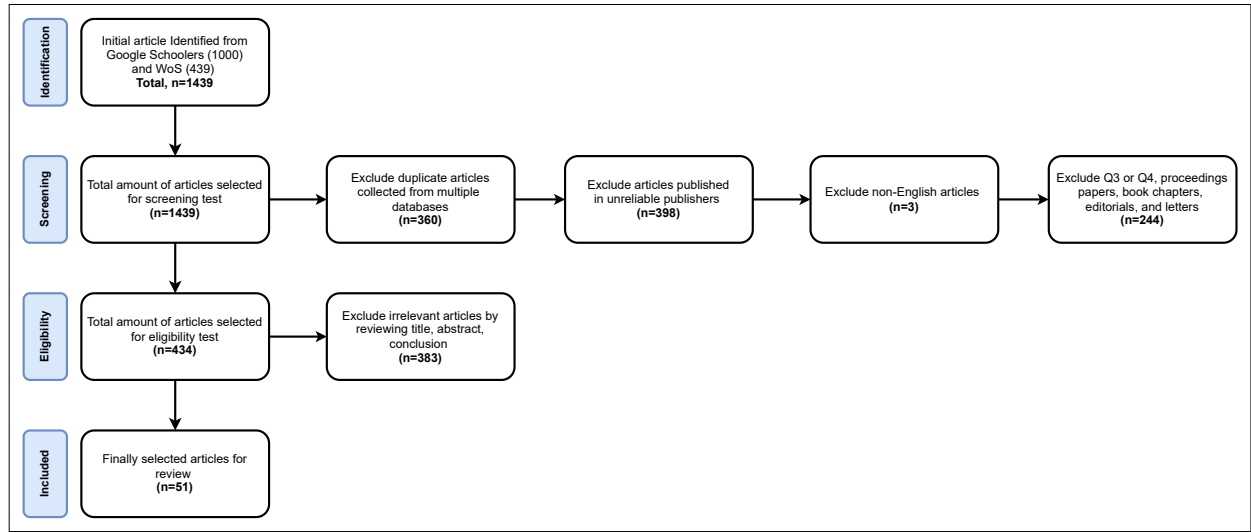 Identification
Initial article Identified from
Google Schoolers (1000)
and WoS (439)
Total, n=1439
Screening
Total amount of articles selected
for screening test
(n=1439)
Exclude duplicate articles
collected from multiple
databases
(n=360)
Exclude articles published
in unreliable publishers
(n=398)
Exclude non-English articles
(n=3)
Exclude Q3 or Q4, proceedings
papers, book chapters,
editorials, and letters
(n=244)
Eligibility
Total amount of articles selected
for eligibility test
(n=434)
Exclude irrelevant articles by
reviewing title, abstract,
conclusion
(n=383)
Included
Finally selected articles for
review
(n=51)